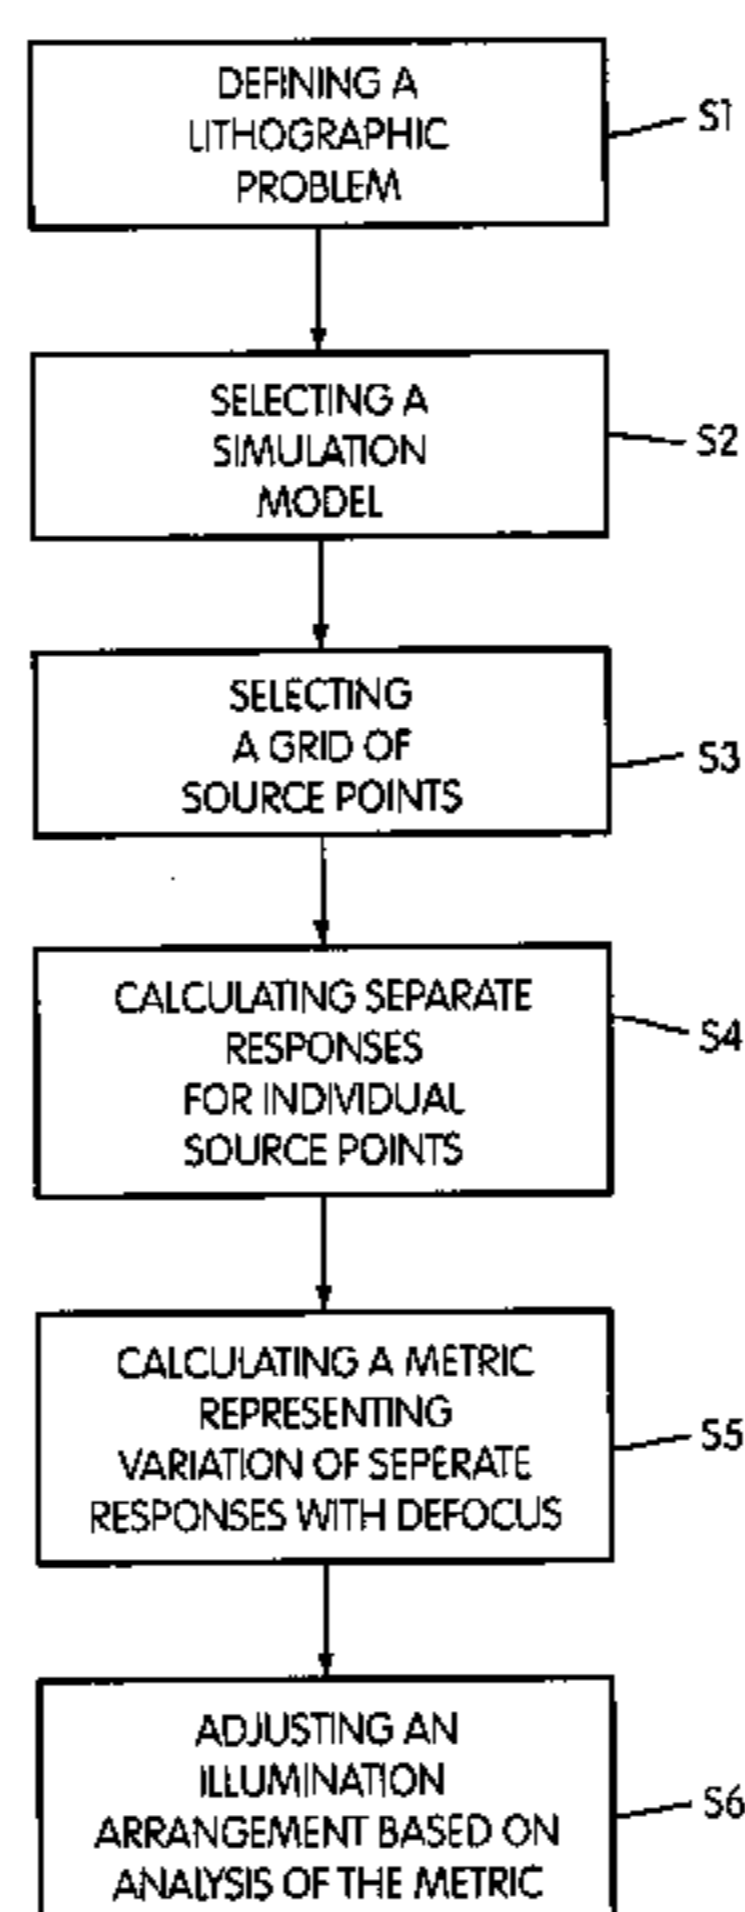 DEFINING A
LITHOGRAPHIC
PROBLEM
S1
SELECTING A
SIMULATION
MODEL
S2
SELECTING
A GRID OF
SOURCE POINTS
S3
CALCULATING SEPARATE
RESPONSES
FOR INDIVIDUAL
SOURCE POINTS
S4
CALCULATING A METRIC
REPRESENTING
VARIATION OF SEPERATE
RESPONSES WITH DEFOCUS
S5
ADJUSTING AN
ILLUMINATION
ARRANGEMENT BASED ON
ANALYSIS OF THE METRIC
S6